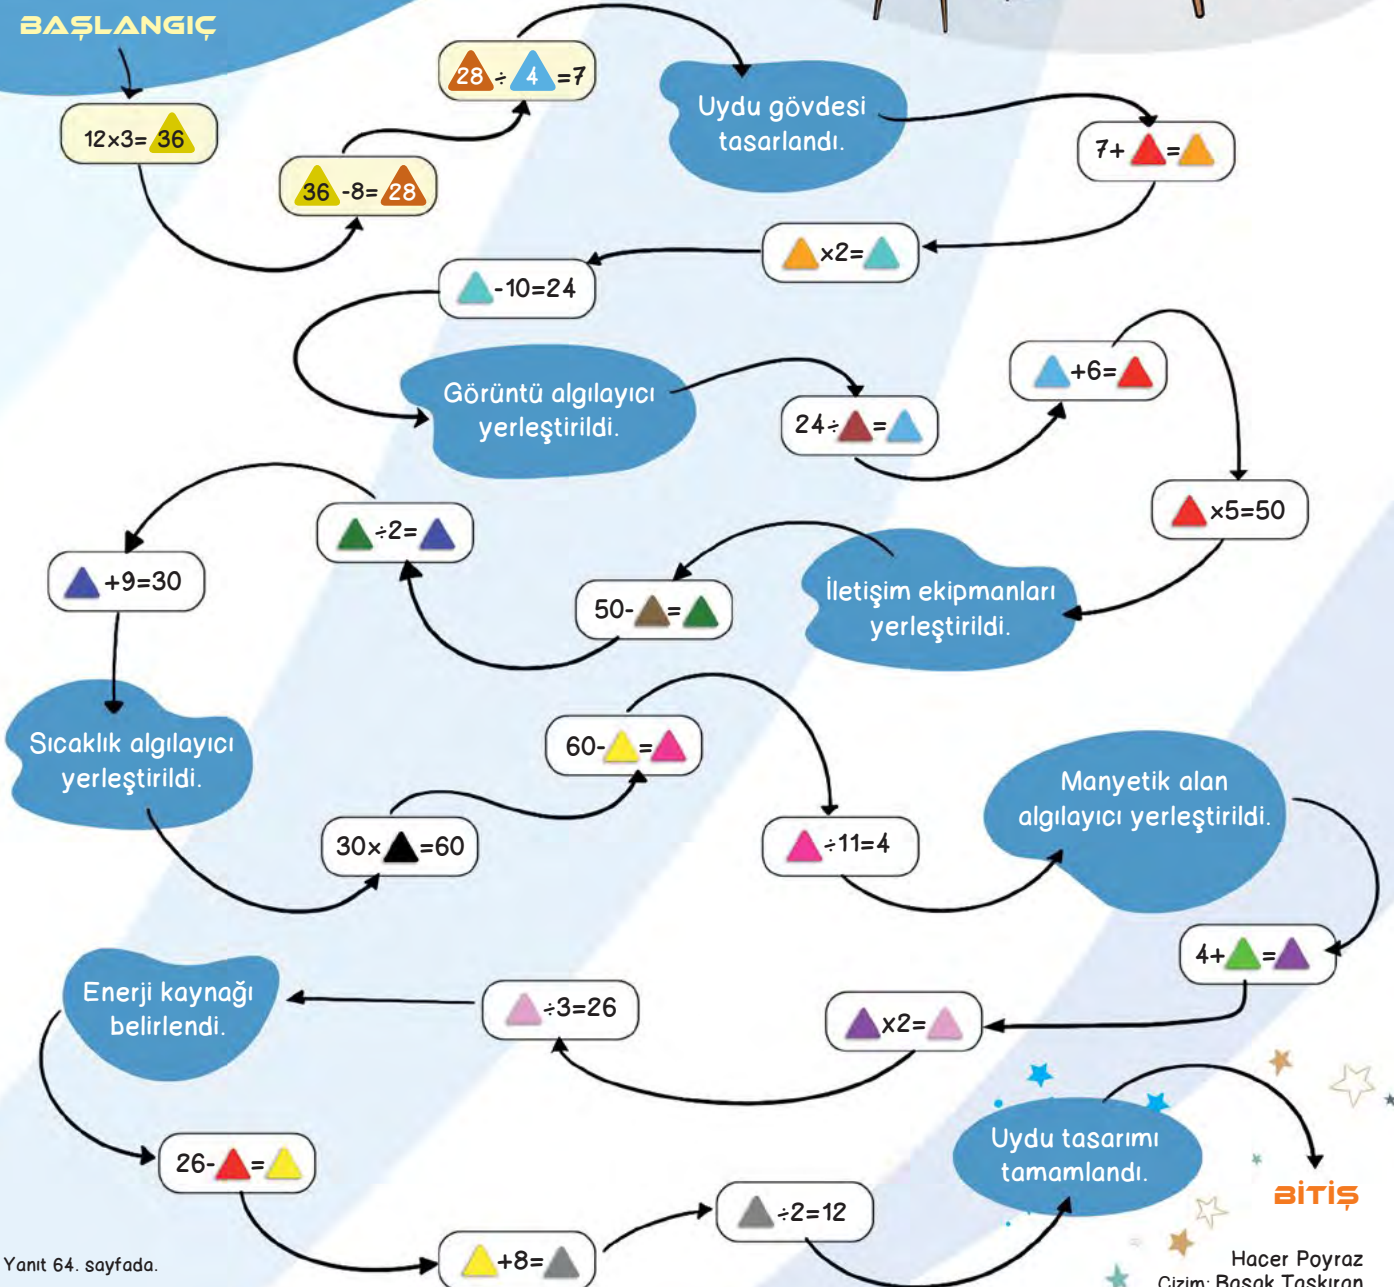 BAŞLANGIÇ
12x3= 36
36 -8= 28
28 ÷ 4 =7
Uydu gövdesi
tasarlandı.
7+ =
x2=
-10=24
Görüntü algılayıcı
yerleştirildi.
24÷ =
+6=
x5=50
İletişim ekipmanları
yerleştirildi.
50- =
÷2=
+9=30
Sıcaklık algılayıcı
yerleştirildi.
30x =60
60- =
÷11=4
Manyetik alan
algılayıcı yerleştirildi.
4+ =
x2=
÷3=26
Enerji kaynağı
belirlendi.
26- =
+8=
÷2=12
Uydu tasarımı
tamamlandı.
BİTİŞ
Yanıt 64. sayfada.
Hacer Poyraz
Çizim: Başak Taşkıran